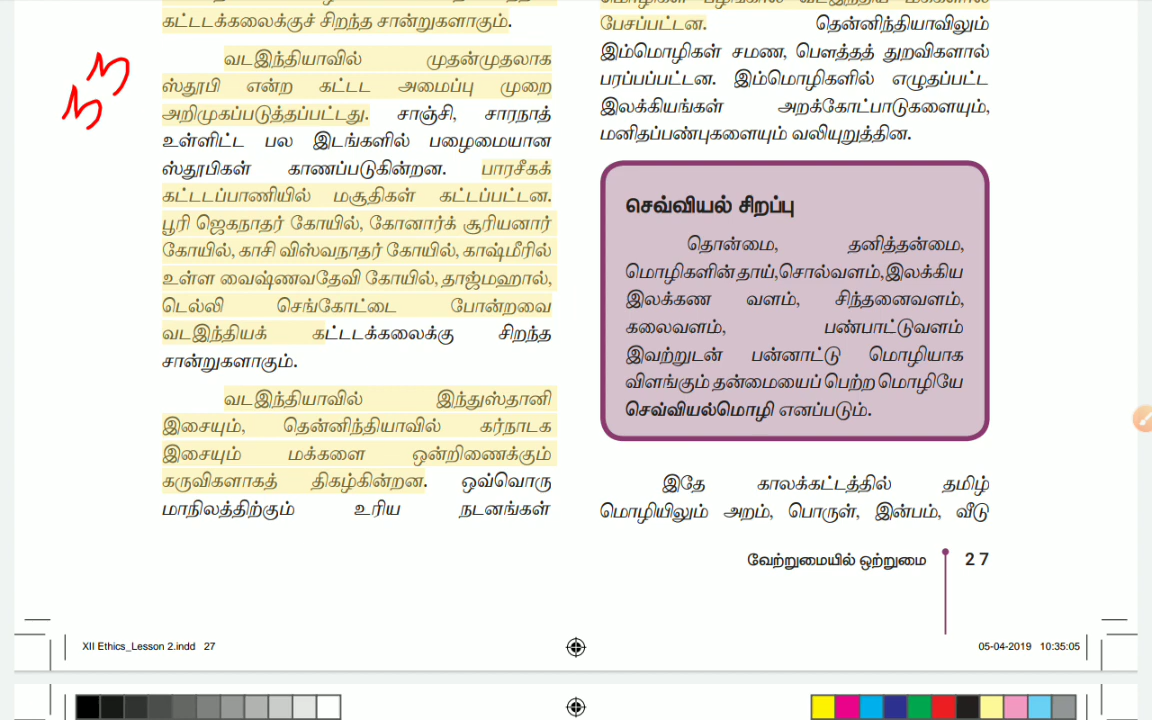 கட்டடக்கலைக்குச் சிறந்த சான்றுகளாகும்.
வடஇந்தியாவில் முதன்முதலாக
ஸ்தூபி என்ற கட்டட அமைப்பு முறை
அறிமுகப்படுத்தப்பட்டது. சாஞ்சி, சாரநாத்
உள்ளிட்ட பல இடங்களில் பழைமையான
ஸ்தூபிகள் காணப்படுகின்றன. பாரசீகக்
கட்டடப்பாணியில் மசூதிகள் கட்டப்பட்டன.
பூரி ஜெகநாதர் கோயில், கோனார்க் சூரியனார்
கோயில், காசி விஸ்வநாதர் கோயில், காஷ்மீரில்
உள்ள வைஷ்ணவதேவி கோயில், தாஜ்மஹால்,
டெல்லி செங்கோட்டை போன்றவை
வடஇந்தியக் கட்டடக்கலைக்கு சிறந்த
சான்றுகளாகும்.
வடஇந்தியாவில் இந்துஸ்தானி
இசையும், தென்னிந்தியாவில் கர்நாடக
இசையும் மக்களை ஒன்றிணைக்கும்
கருவிகளாகத் திகழ்கின்றன. ஒவ்வொரு
மாநிலத்திற்கும் உரிய நடனங்கள்
பேசப்பட்டன. தென்னிந்தியாவிலும்
இம்மொழிகள் சமண, பௌத்தத் துறவிகளால்
பரப்பப்பட்டன. இம்மொழிகளில் எழுதப்பட்ட
இலக்கியங்கள் அறக்கோட்பாடுகளையும்,
மனிதப்பண்புகளையும் வலியுறுத்தின.
செவ்வியல் சிறப்பு
தொன்மை, தனித்தன்மை,
மொழிகளின் தாய்,சொல்வளம்,இலக்கிய
இலக்கண வளம், சிந்தனைவளம்,
கலைவளம், பண்பாட்டுவளம்
இவற்றுடன் பன்னாட்டு மொழியாக
விளங்கும் தன்மையைப் பெற்ற மொழியே
செவ்வியல்மொழி எனப்படும்.
இதே காலக்கட்டத்தில் தமிழ்
மொழியிலும் அறம், பொருள், இன்பம், வீடு
வேற்றுமையில் ஒற்றுமை 27
XII Ethics_Lesson 2.indd 27
05-04-2019 10:35:05